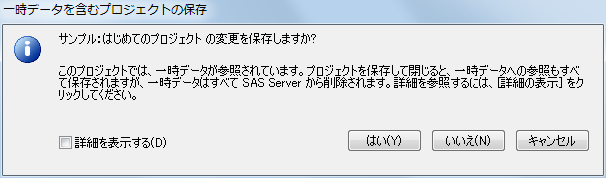 一時データを含むプロジェクトの保存
サンプル:はじめてのプロジェクト の変更を保存しますか?
このプロジェクトでは、一時データが参照されています。プロジェクトを保存して閉じると、一時データへの参照もすべ
て保存されますが、一時データはすべて SAS Server から削除されます。詳細を参照するには、[詳細の表示] をク
リックしてください。
詳細を表示する(D)
はい(Y)
いいえ(N)
キャンセル